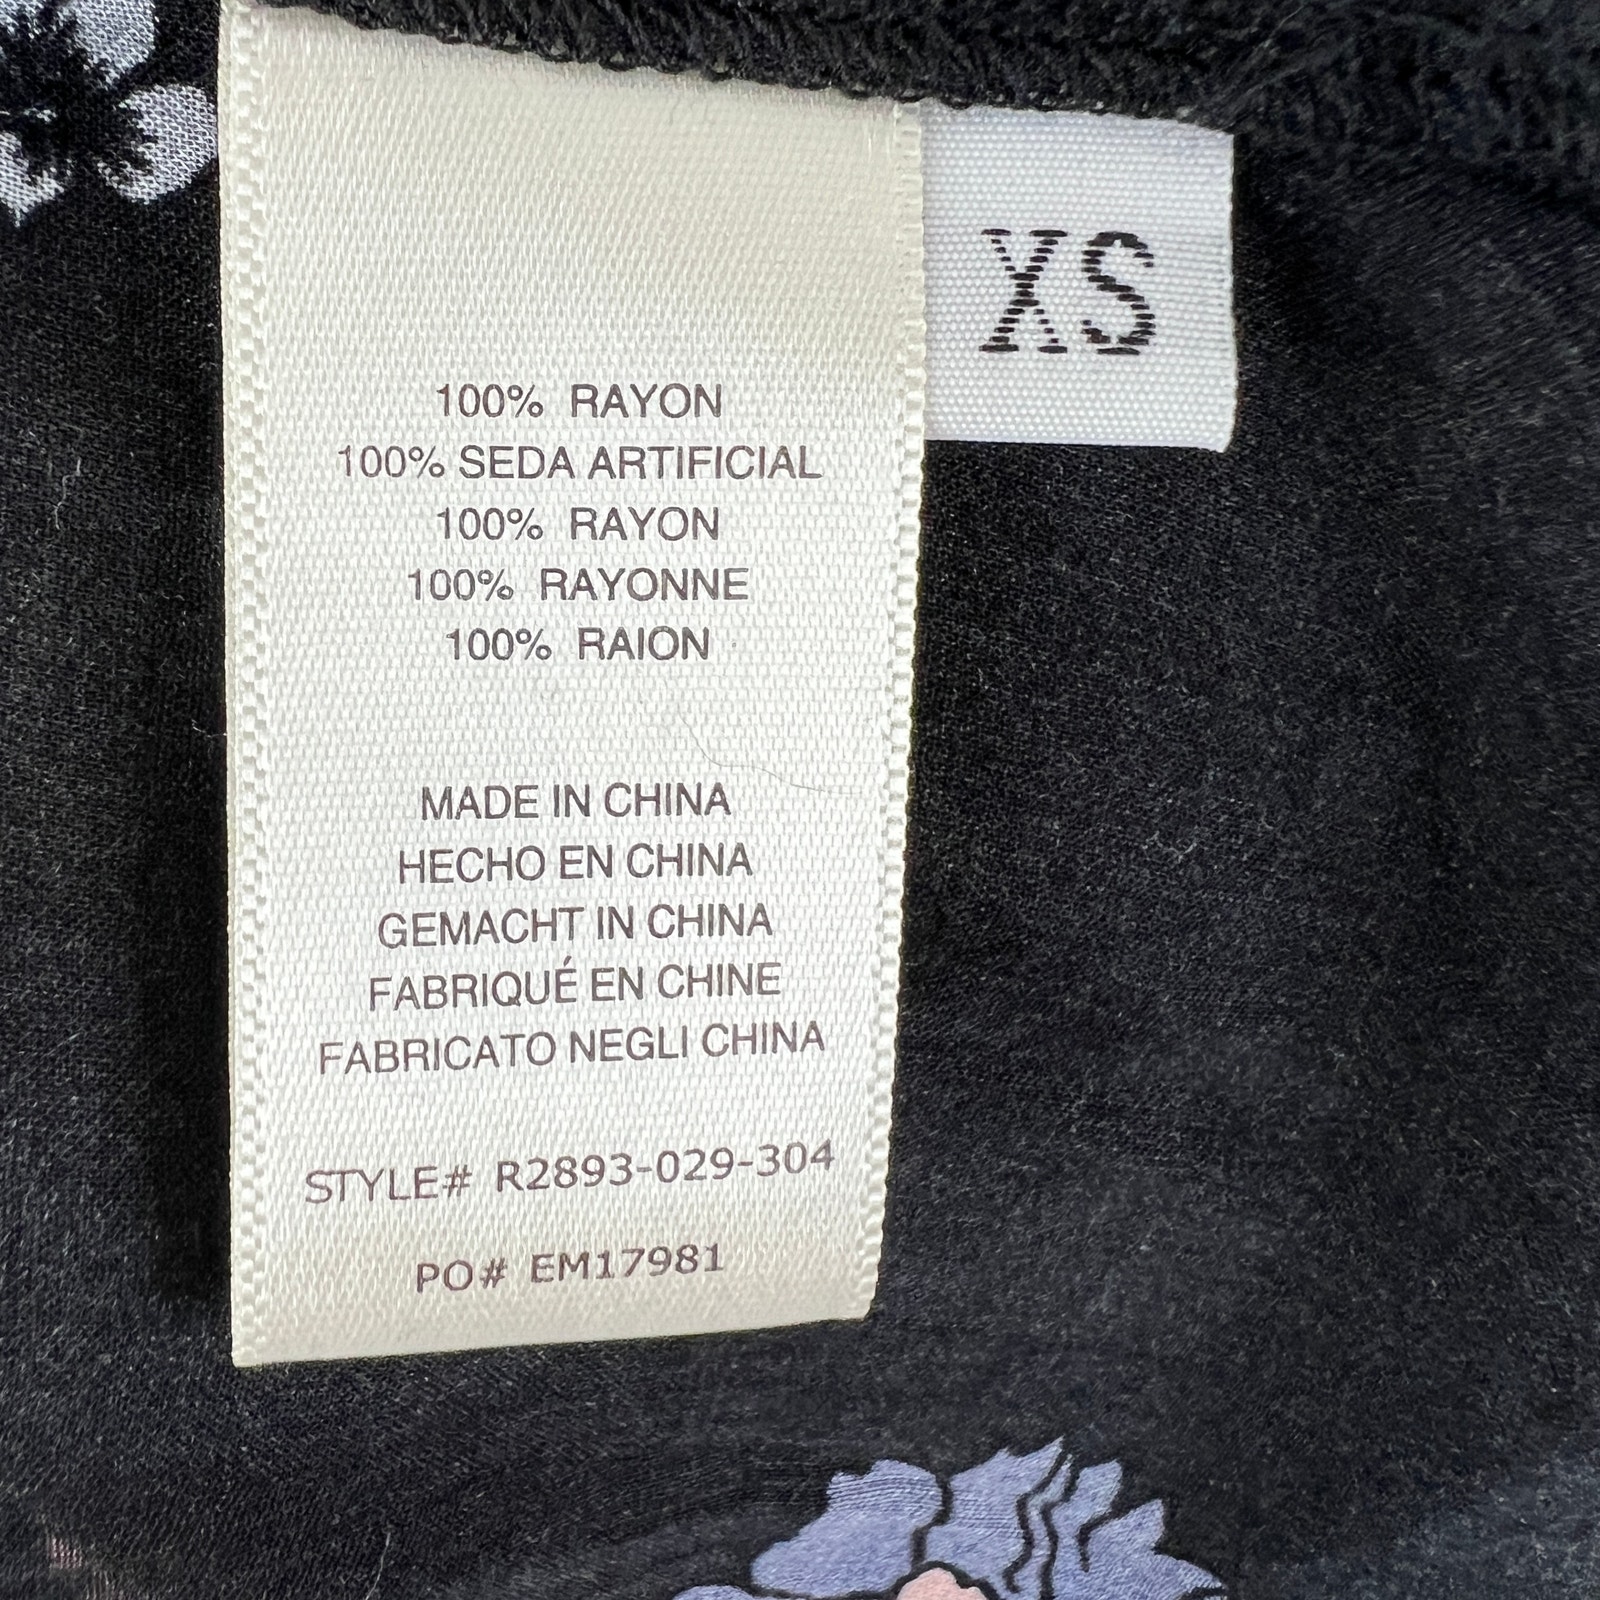 XS
100% RAYON
100% SEDA ARTIFICIAL
100% RAYON
100% RAYONNE
100% RAION
MADE IN CHINA
HECHO EN CHINA
GEMACHT IN CHINA
FABRIQUÉ EN CHINE
FABRICATO NEGLI CHINA
STYLE# R2893-029-304
PO# EM17981